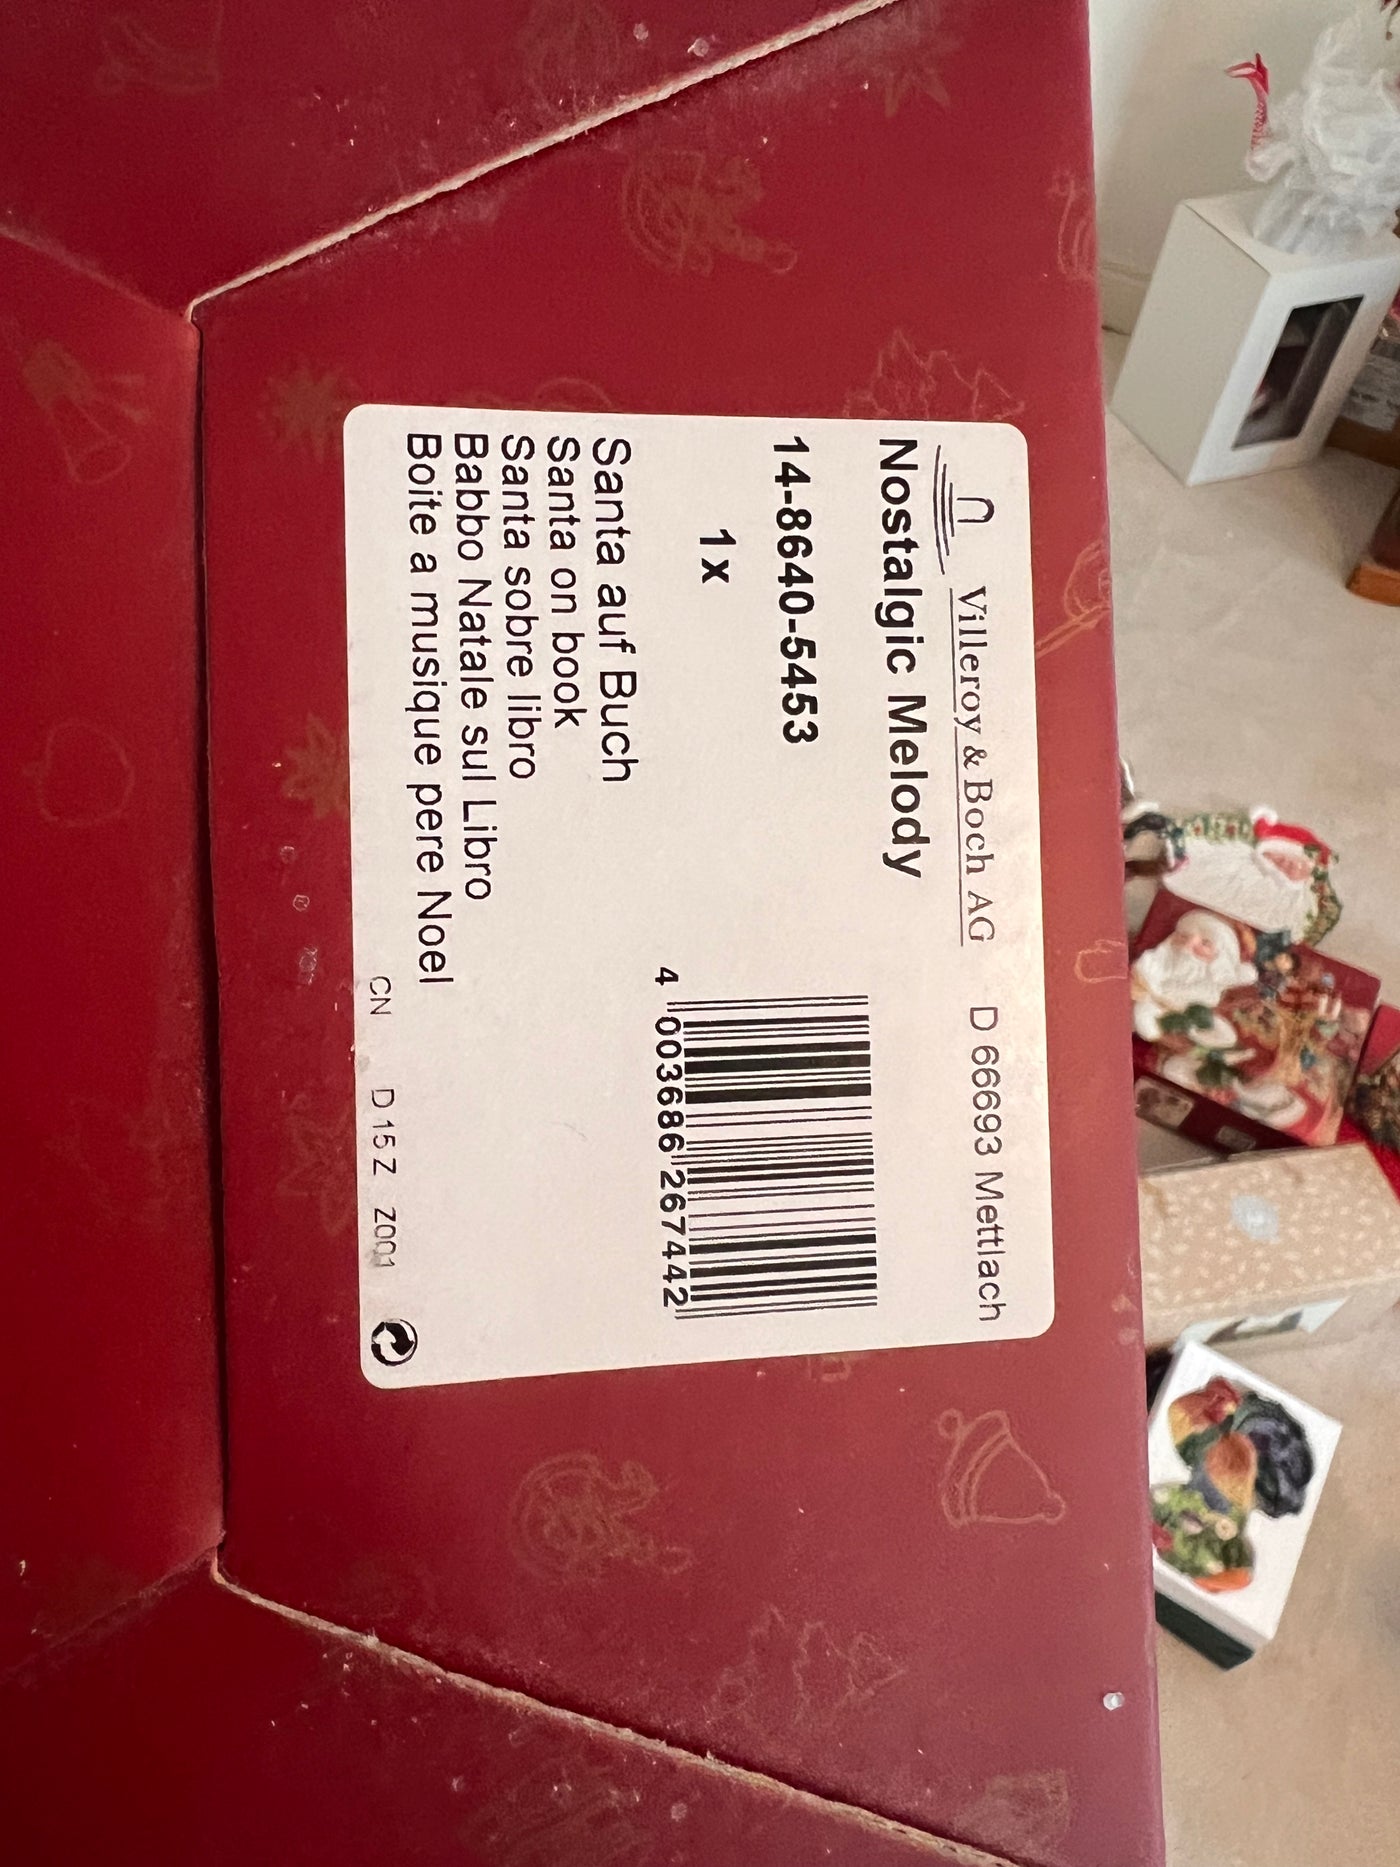 Villeroy & Boch AG D 66693 Mettlach
Nostalgic Melody
14-8640-5453
1x
4 003686 267442
Santa auf Buch
Santa on book
Santa sobre libro
Babbo Natale sul Libro
Boite a musique pere Noel
CN D 15 Z Z001